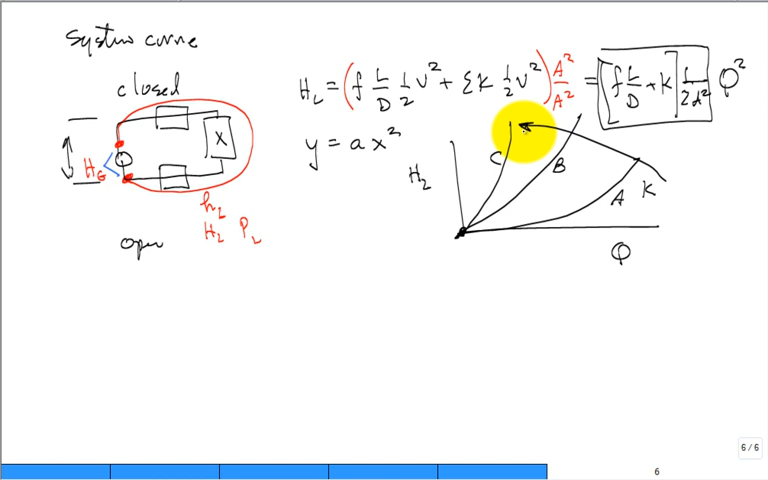 System curve
closed
H_L = (f L/D 1/2 v² + ΣK 1/2 v²) A²/A² = [f L/D + K] 1/2A² Q²
y = a x²
H_G
X
h_L
H_L P_L
open
H_L
C
B
A
K
Q
6/6
6